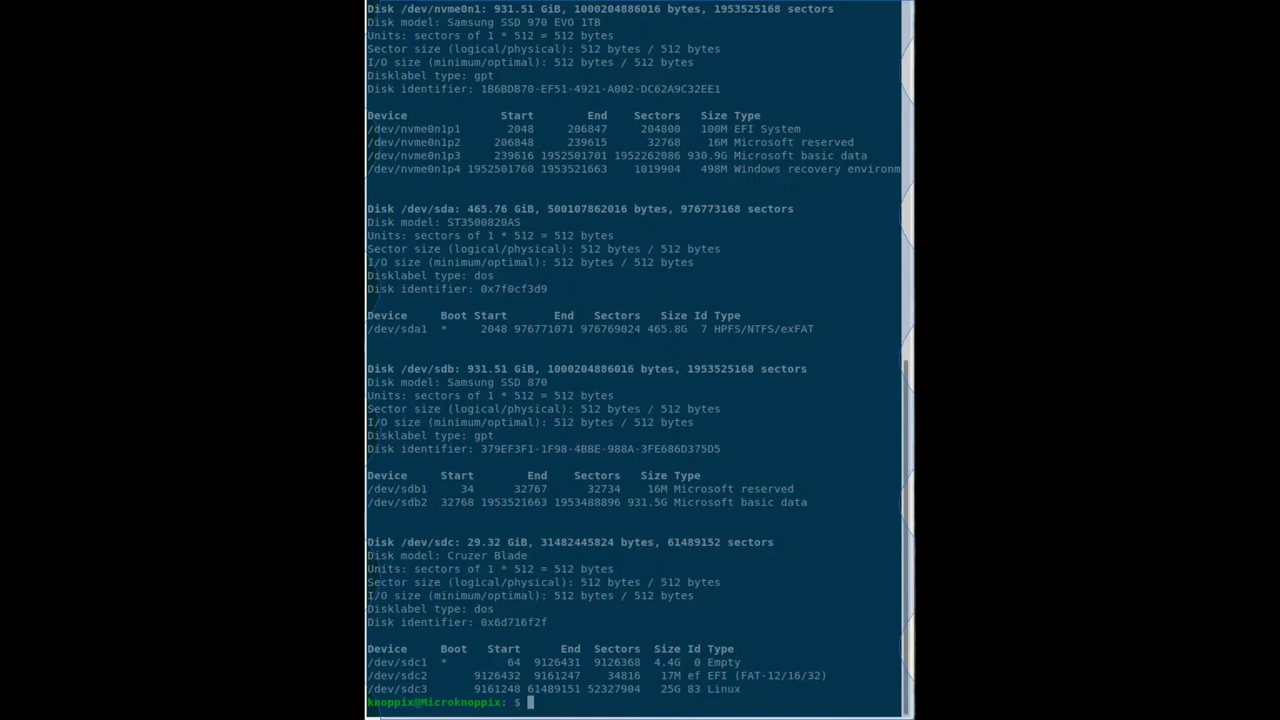 Disk /dev/nvme0n1: 931.51 GiB, 1000204886016 bytes, 1953525168 sectors
Disk model: Samsung SSD 970 EVO 1TB
Units: sectors of 1 * 512 = 512 bytes
Sector size (logical/physical): 512 bytes / 512 bytes
I/O size (minimum/optimal): 512 bytes / 512 bytes
Disklabel type: gpt
Disk identifier: 1B6BDB70-EF51-4921-A002-DC62A9C32EE1
Device Start End Sectors Size Type
/dev/nvme0n1p1 2048 206847 204800 100M EFI System
/dev/nvme0n1p2 206848 239615 32768 16M Microsoft reserved
/dev/nvme0n1p3 239616 1952501701 1952262086 930.9G Microsoft basic data
/dev/nvme0n1p4 1952501760 1953521663 1019904 498M Windows recovery environm
Disk /dev/sda: 465.76 GiB, 500107862016 bytes, 976773168 sectors
Disk model: ST3500820AS
Units: sectors of 1 * 512 = 512 bytes
Sector size (logical/physical): 512 bytes / 512 bytes
I/O size (minimum/optimal): 512 bytes / 512 bytes
Disklabel type: dos
Disk identifier: 0x7f0cf3d9
Device Boot Start End Sectors Size Id Type
/dev/sda1 * 2048 976771071 976769024 465.8G 7 HPFS/NTFS/exFAT
Disk /dev/sdb: 931.51 GiB, 1000204886016 bytes, 1953525168 sectors
Disk model: Samsung SSD 870
Units: sectors of 1 * 512 = 512 bytes
Sector size (logical/physical): 512 bytes / 512 bytes
I/O size (minimum/optimal): 512 bytes / 512 bytes
Disklabel type: gpt
Disk identifier: 379EF3F1-1F98-4BBE-988A-3FE686D375D5
Device Start End Sectors Size Type
/dev/sdb1 34 32767 32734 16M Microsoft reserved
/dev/sdb2 32768 1953521663 1953488896 931.5G Microsoft basic data
Disk /dev/sdc: 29.32 GiB, 31482445824 bytes, 61489152 sectors
Disk model: Cruzer Blade
Units: sectors of 1 * 512 = 512 bytes
Sector size (logical/physical): 512 bytes / 512 bytes
I/O size (minimum/optimal): 512 bytes / 512 bytes
Disklabel type: dos
Disk identifier: 0x6d716f2f
Device Boot Start End Sectors Size Id Type
/dev/sdc1 * 64 9126431 9126368 4.4G 0 Empty
/dev/sdc2 9126432 9161247 34816 17M ef EFI (FAT-12/16/32)
/dev/sdc3 9161248 61489151 52327904 25G 83 Linux
knoppix@Microknoppix: $